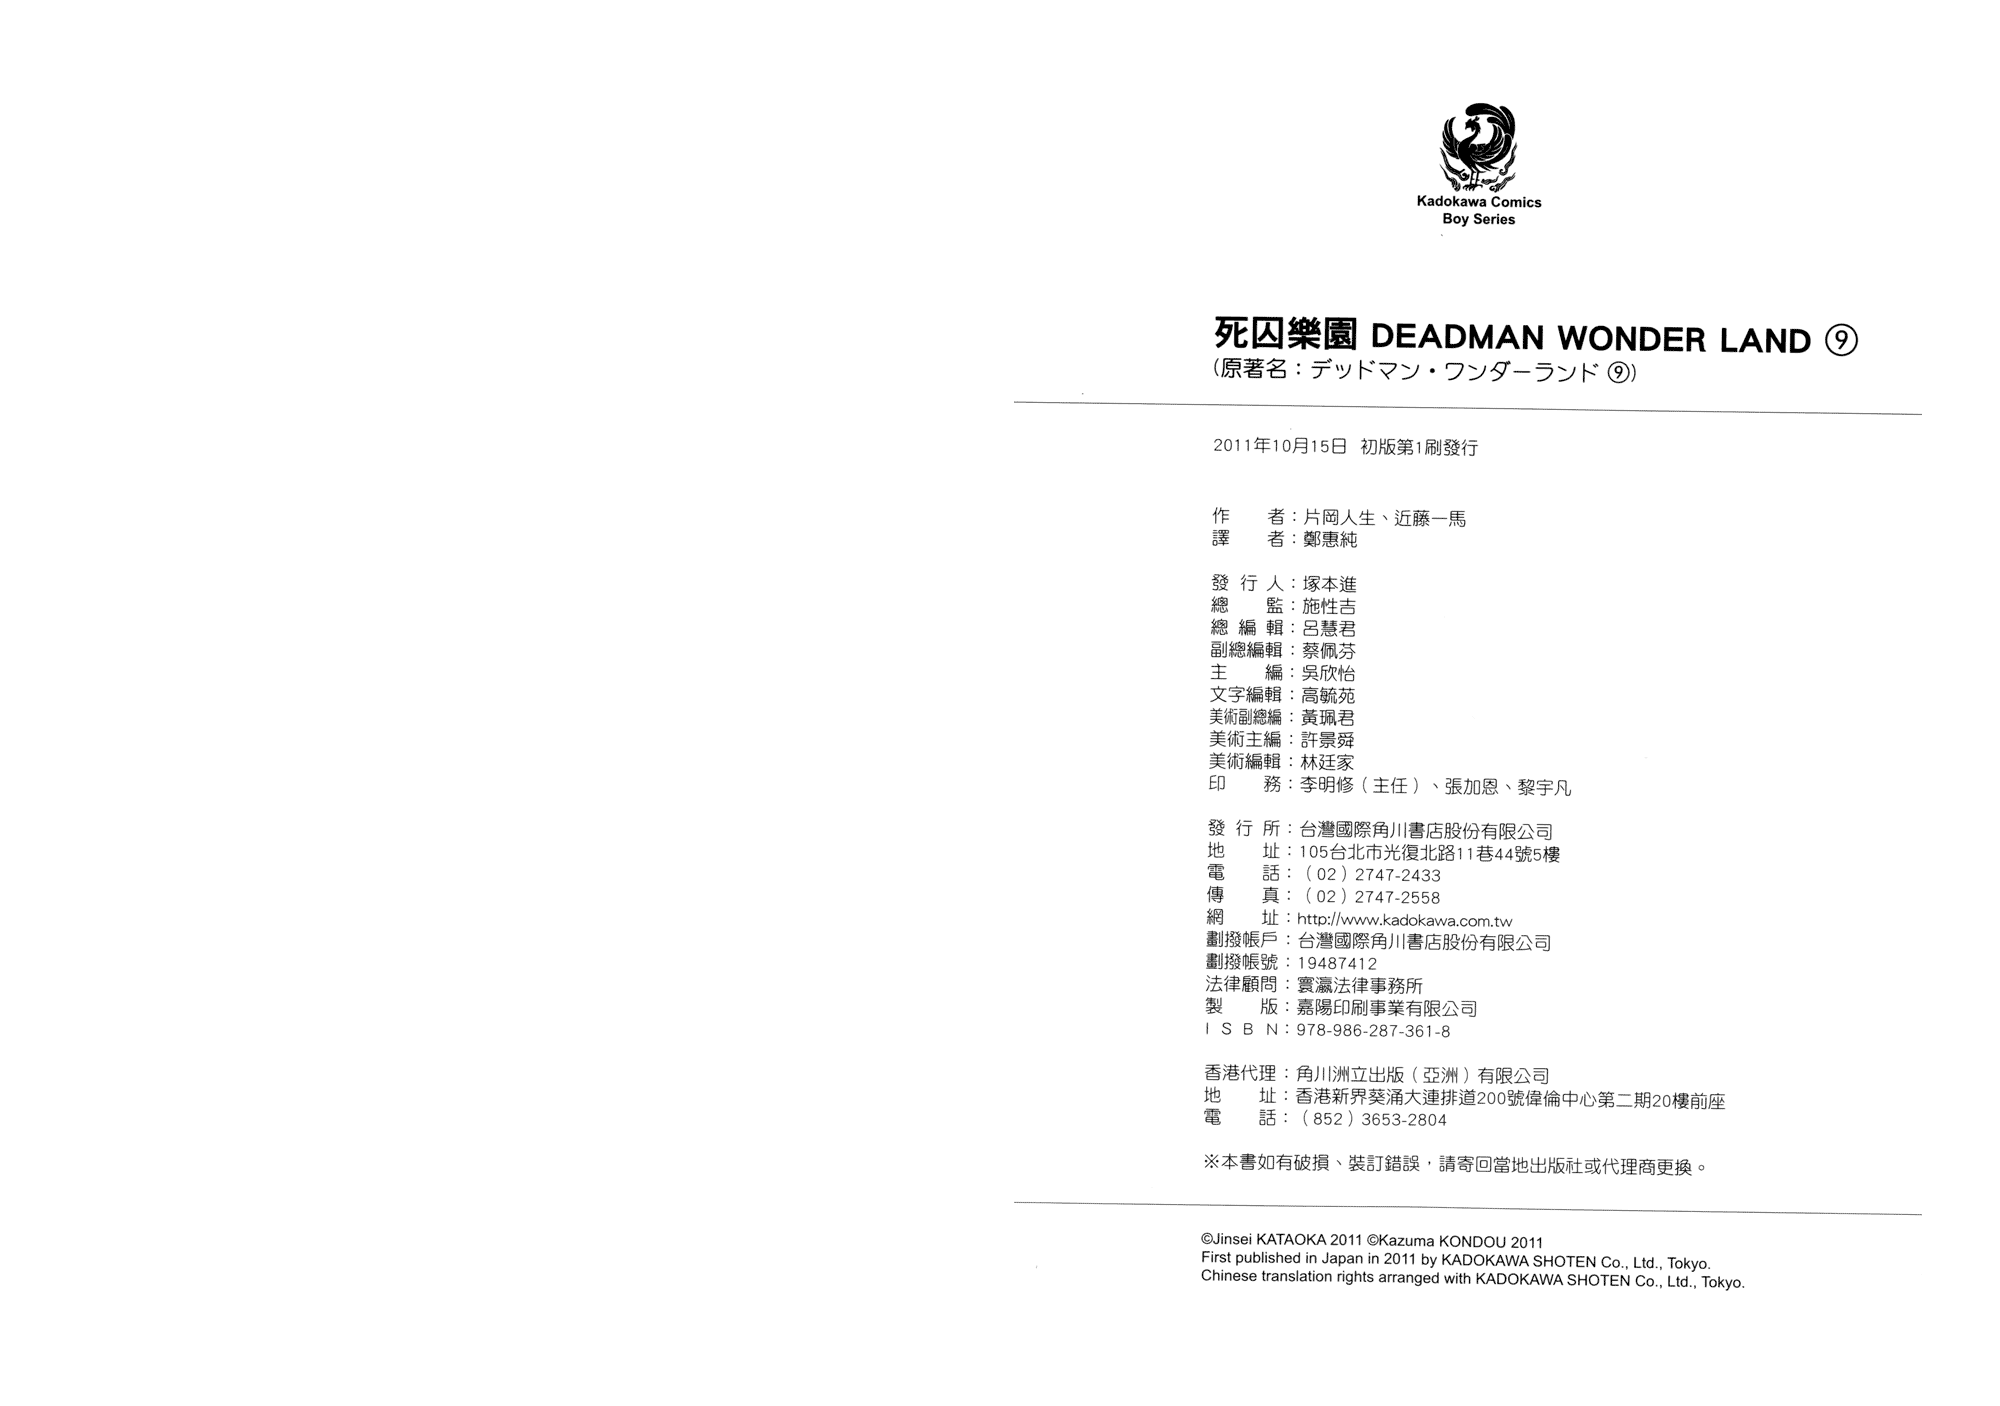 Kadokawa Comics
Boy Series
死囚樂園 DEADMAN WONDER LAND ⑨
(原著名：デッドマン・ワンダーランド ⑨)
2011年10月15日 初版第1刷發行
作 者：片岡人生、近藤一馬
譯 者：鄭惠純
發 行 人：塚本進
總 監：施性吉
總 編 輯：呂慧君
副總編輯：蔡佩芬
主 編：吳欣怡
文字編輯：高毓苑
美術副總編：黃珮君
美術主編：許景舜
美術編輯：林廷家
印 務：李明修（主任）、張加恩、黎宇凡
發 行 所：台灣國際角川書店股份有限公司
地 址：105台北市光復北路11巷44號5樓
電 話：（02）2747-2433
傳 真：（02）2747-2558
網 址：http://www.kadokawa.com.tw
劃撥帳戶：台灣國際角川書店股份有限公司
劃撥帳號：19487412
法律顧問：寰瀛法律事務所
製 版：嘉陽印刷事業有限公司
I S B N：978-986-287-361-8
香港代理：角川洲立出版（亞洲）有限公司
地 址：香港新界葵涌大連排道200號偉倫中心第二期20樓前座
電 話：（852）3653-2804
※本書如有破損、裝訂錯誤，請寄回當地出版社或代理商更換。
©Jinsei KATAOKA 2011 ©Kazuma KONDOU 2011
First published in Japan in 2011 by KADOKAWA SHOTEN Co., Ltd., Tokyo.
Chinese translation rights arranged with KADOKAWA SHOTEN Co., Ltd., Tokyo.